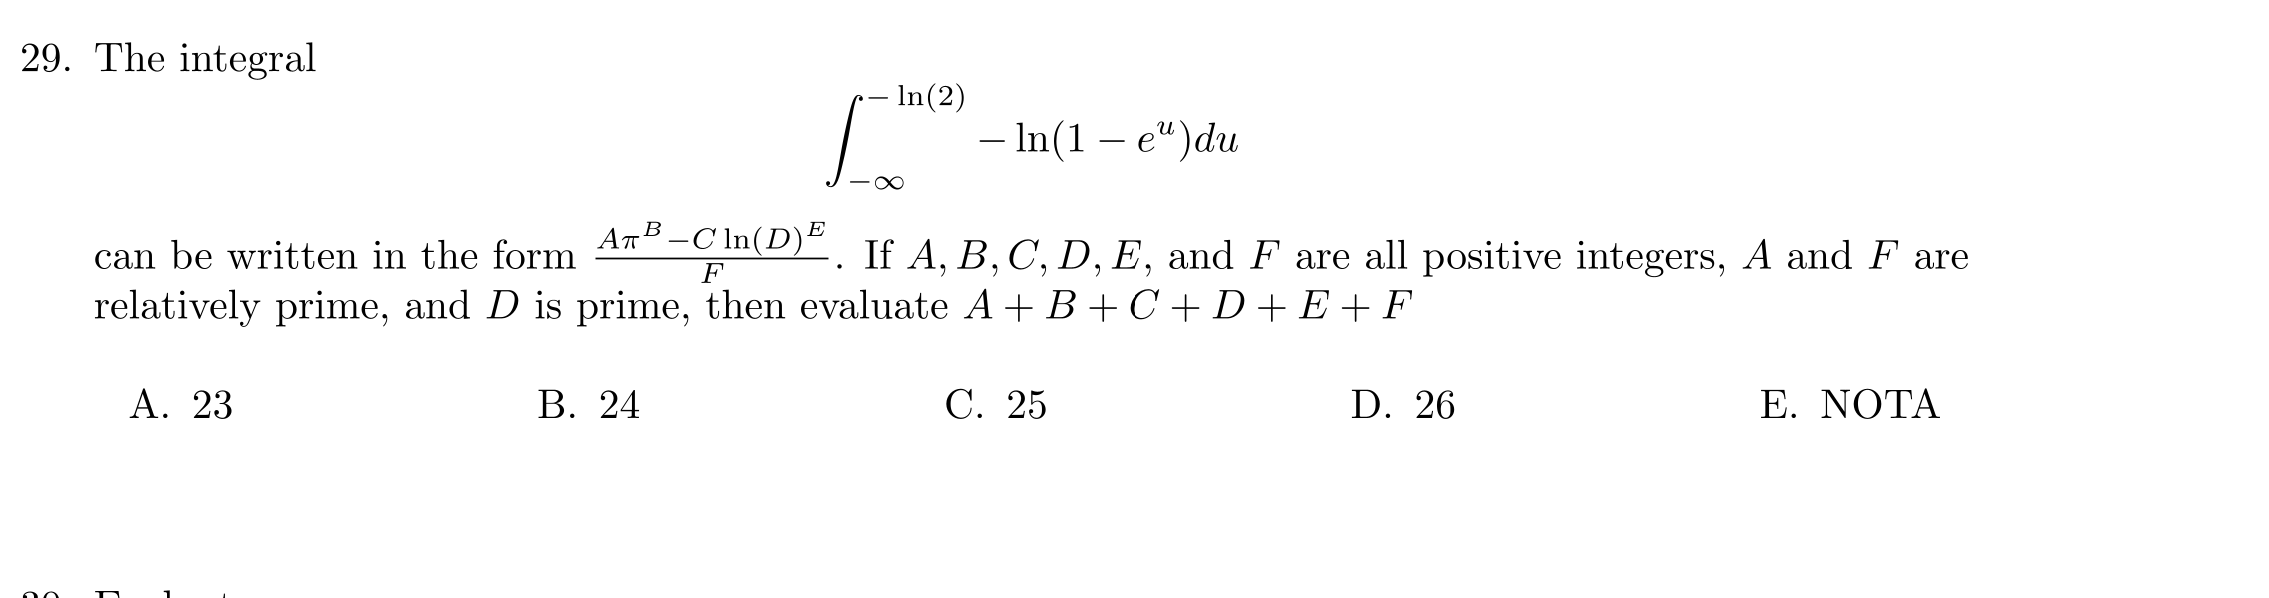 29. The integral
∫_{-∞}^{-ln(2)} -ln(1 - e^u)du
can be written in the form \frac{Aπ^B - C ln(D)^E}{F}. If A, B, C, D, E, and F are all positive integers, A and F are
relatively prime, and D is prime, then evaluate A + B + C + D + E + F
A. 23 B. 24 C. 25 D. 26 E. NOTA